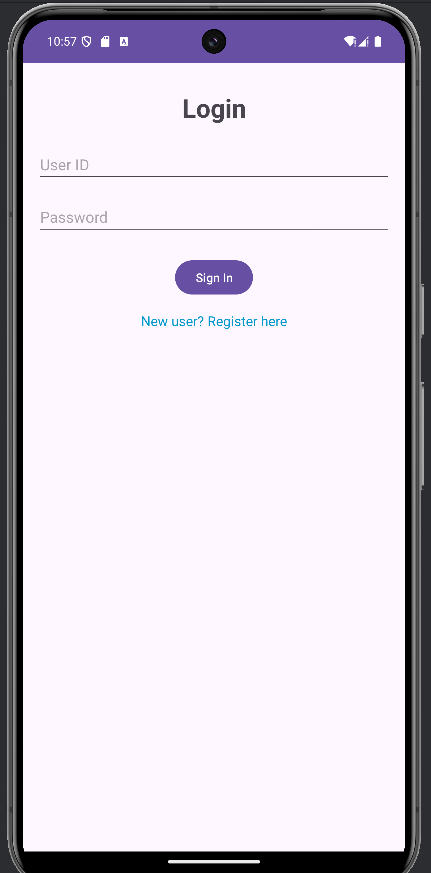 10:57
Login
User ID
Password
Sign In
New user? Register here